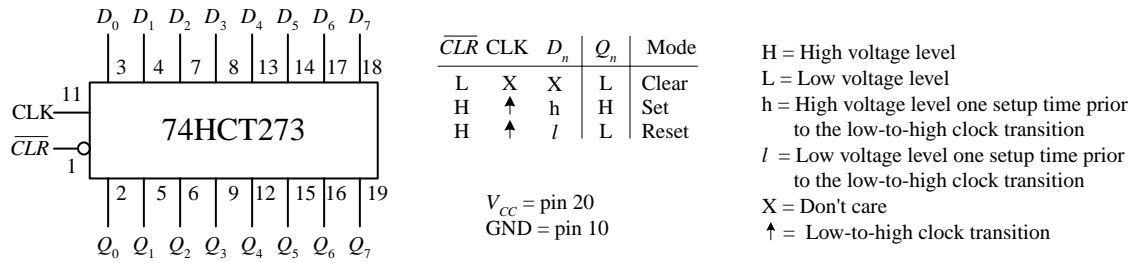 D₀ D₁ D₂ D₃ D₄ D₅ D₆ D₇
3 4 7 8 13 14 17 18
CLK 11
74HCT273
CLR̅ 1
2 5 6 9 12 15 16 19
Q₀ Q₁ Q₂ Q₃ Q₄ Q₅ Q₆ Q₇
CLR̅ CLK Dₙ Qₙ Mode
L X X L Clear
H ↑ h H Set
H ↑ l L Reset
V_CC = pin 20
GND = pin 10
H = High voltage level
L = Low voltage level
h = High voltage level one setup time prior
to the low-to-high clock transition
l = Low voltage level one setup time prior
to the low-to-high clock transition
X = Don't care
↑ = Low-to-high clock transition